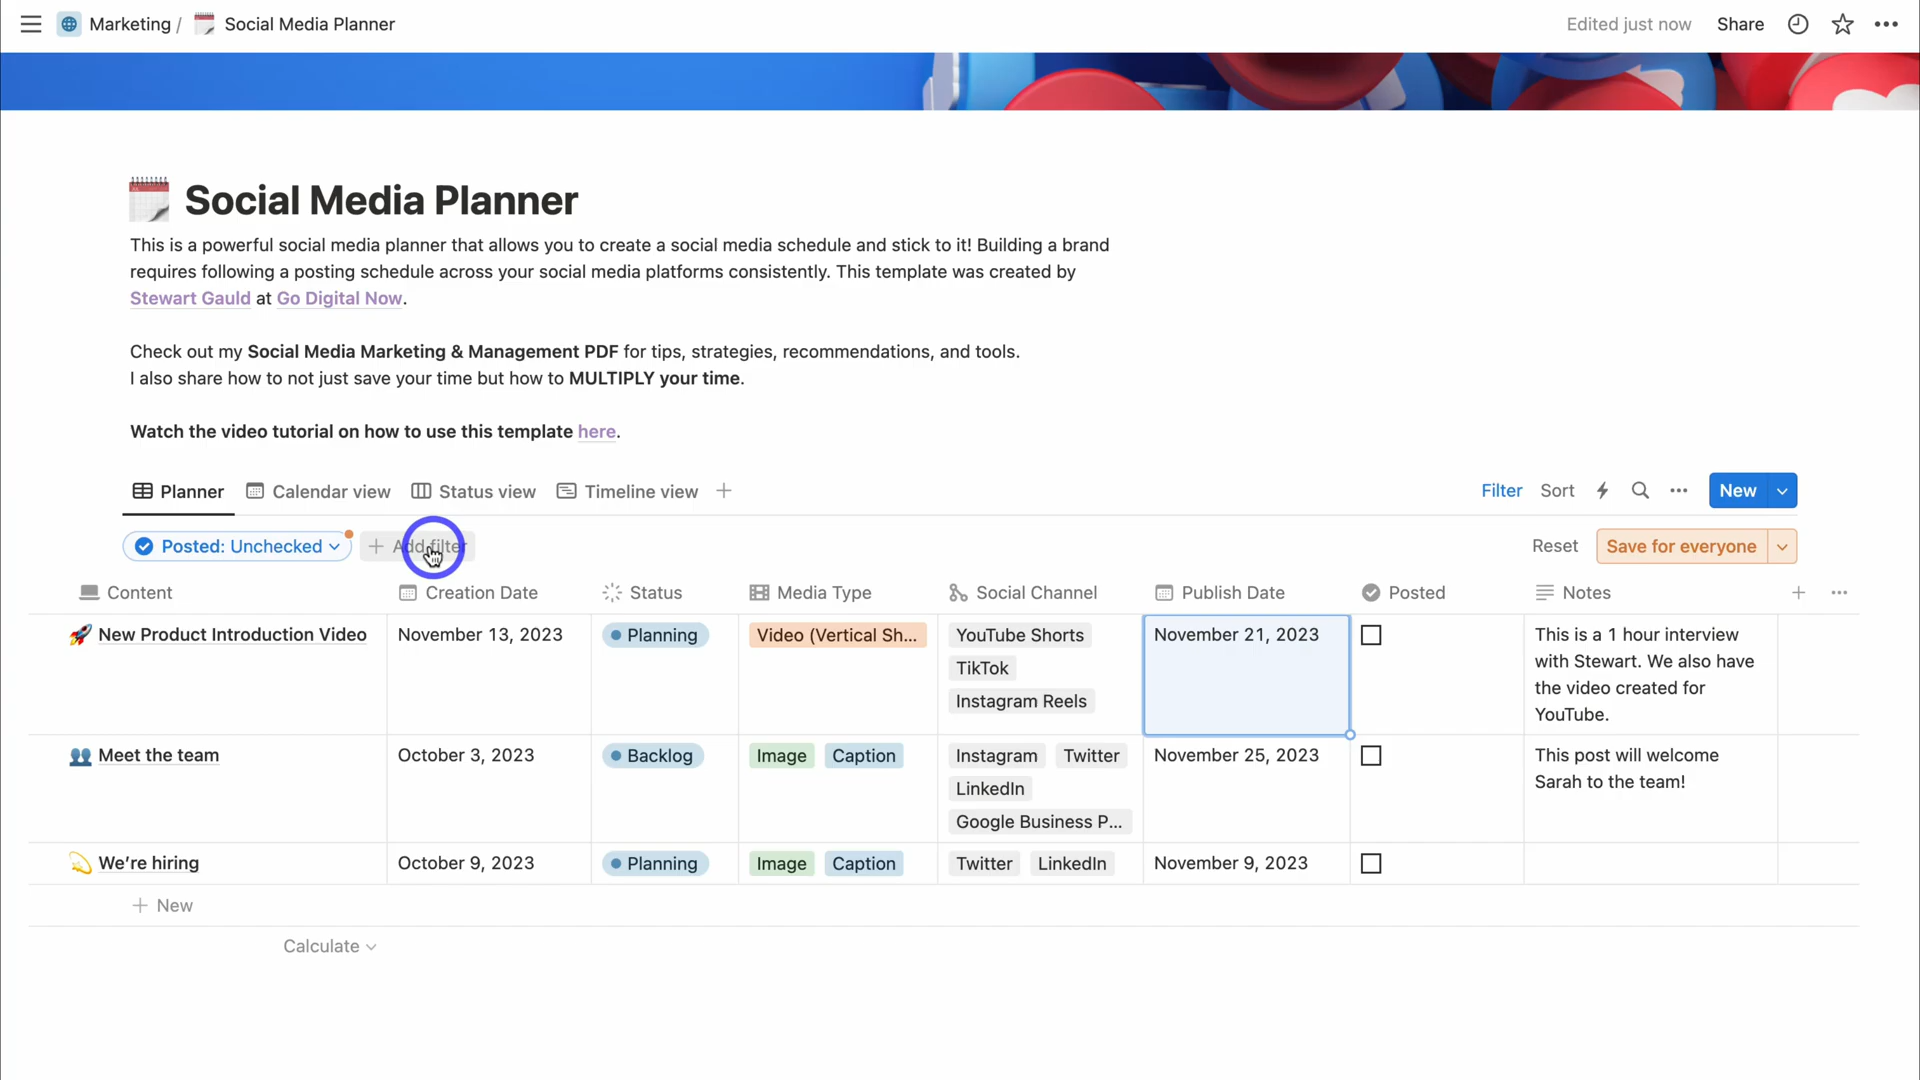 Marketing / Social Media Planner
Edited just now Share
Social Media Planner
This is a powerful social media planner that allows you to create a social media schedule and stick to it! Building a brand
requires following a posting schedule across your social media platforms consistently. This template was created by
Stewart Gauld at Go Digital Now.
Check out my Social Media Marketing & Management PDF for tips, strategies, recommendations, and tools.
I also share how to not just save your time but how to MULTIPLY your time.
Watch the video tutorial on how to use this template here.
Planner Calendar view Status view Timeline view
Filter Sort New
Posted: Unchecked Add filter
Reset Save for everyone
Content Creation Date Status Media Type Social Channel Publish Date Posted Notes
New Product Introduction Video November 13, 2023 Planning Video (Vertical Sh... YouTube Shorts November 21, 2023 This is a 1 hour interview
with Stewart. We also have
TikTok
the video created for
Instagram Reels
YouTube.
Meet the team October 3, 2023 Backlog Image Caption Instagram Twitter November 25, 2023 This post will welcome
Sarah to the team!
LinkedIn
Google Business P...
We're hiring October 9, 2023 Planning Image Caption Twitter LinkedIn November 9, 2023
New
Calculate